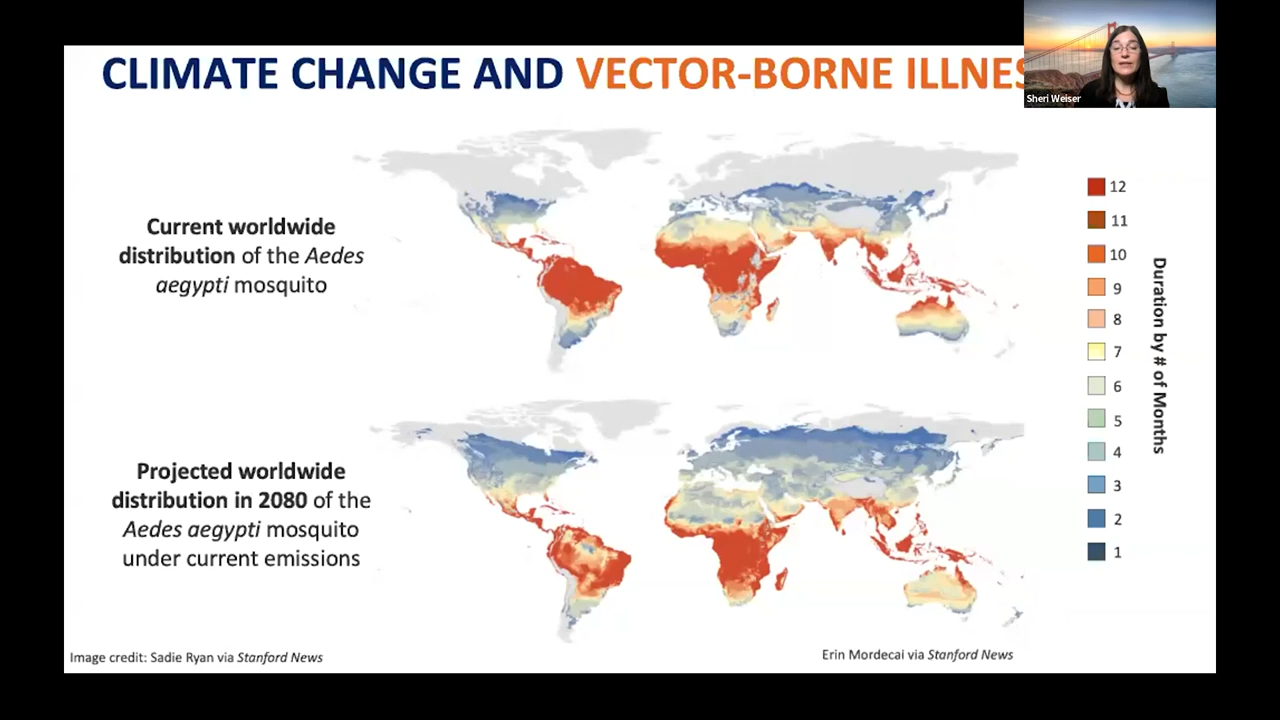 CLIMATE CHANGE AND VECTOR-BORNE ILLNES
Sheri Weiser
Current worldwide
distribution of the Aedes
aegypti mosquito
Projected worldwide
distribution in 2080 of the
Aedes aegypti mosquito
under current emissions
12
11
10
9
8
7
6
5
4
3
2
1
Duration by # of Months
Image credit: Sadie Ryan via Stanford News
Erin Mordecai via Stanford News